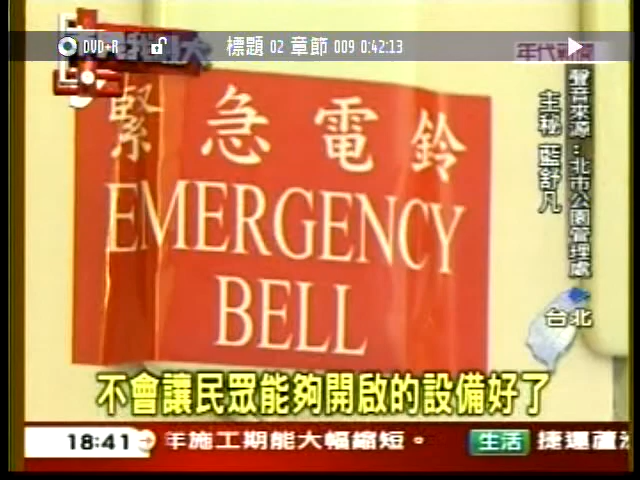 DVD+R 標題 02 章節 009 0:42:13
年代新聞
緊急電鈴
EMERGENCY
BELL
聲音來源：北市公園管理處
主秘 藍舒凡
台北
不會讓民眾能夠開啟的設備好了
18:41 年施工期能大幅縮短。 生活 捷運蘆洲